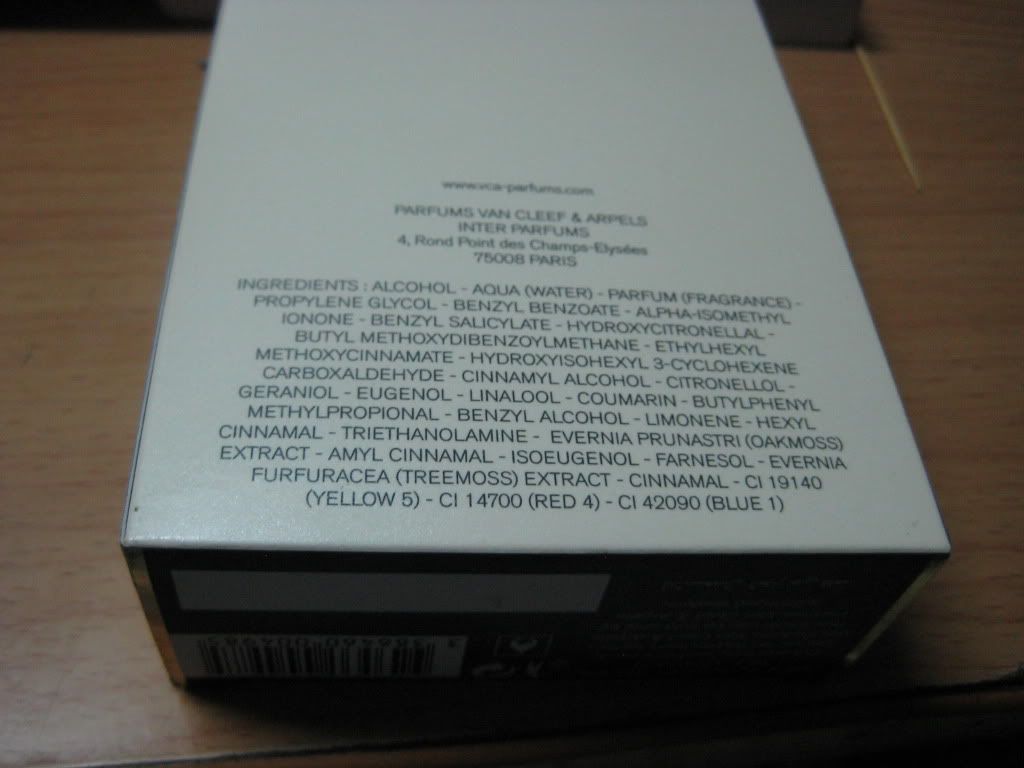 www.vca-parfums.com
PARFUMS VAN CLEEF & ARPELS
INTER PARFUMS
4, Rond Point des Champs-Elysées
75008 PARIS
INGREDIENTS : ALCOHOL - AQUA (WATER) - PARFUM (FRAGRANCE) -
PROPYLENE GLYCOL - BENZYL BENZOATE - ALPHA-ISOMETHYL
IONONE - BENZYL SALICYLATE - HYDROXYCITRONELLAL -
BUTYL METHOXYDIBENZOYLMETHANE - ETHYLHEXYL
METHOXYCINNAMATE - HYDROXYISOHEXYL 3-CYCLOHEXENE
CARBOXALDEHYDE - CINNAMYL ALCOHOL - CITRONELLOL -
GERANIOL - EUGENOL - LINALOOL - COUMARIN - BUTYLPHENYL
METHYLPROPIONAL - BENZYL ALCOHOL - LIMONENE - HEXYL
CINNAMAL - TRIETHANOLAMINE - EVERNIA PRUNASTRI (OAKMOSS)
EXTRACT - AMYL CINNAMAL - ISOEUGENOL - FARNESOL - EVERNIA
FURFURACEA (TREEMOSS) EXTRACT - CINNAMAL - CI 19140
(YELLOW 5) - CI 14700 (RED 4) - CI 42090 (BLUE 1)